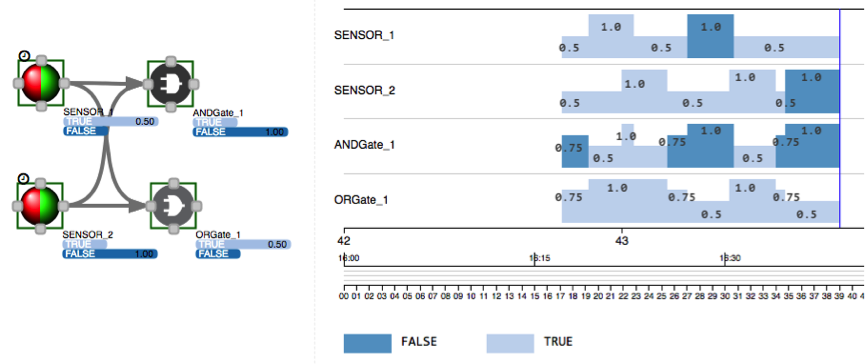 SENSOR_1
TRUE 0.50
FALSE
ANDGate_1
TRUE
FALSE 1.00
SENSOR_2
TRUE
FALSE 1.00
ORGate_1
TRUE 0.50
FALSE
SENSOR_1
0.5 1.0 0.5 1.0 0.5
SENSOR_2
0.5 1.0 0.5 1.0 0.5 1.0
ANDGate_1
0.75 0.5 1.0 0.75 1.0 0.5 0.75 1.0
ORGate_1
0.75 1.0 0.75 0.5 1.0 0.75 0.5
42 43
16:00 16:15 16:30
00 01 02 03 04 05 06 07 08 09 10 11 12 13 14 15 16 17 18 19 20 21 22 23 24 25 26 27 28 29 30 31 32 33 34 35 36 37 38 39 40
FALSE TRUE